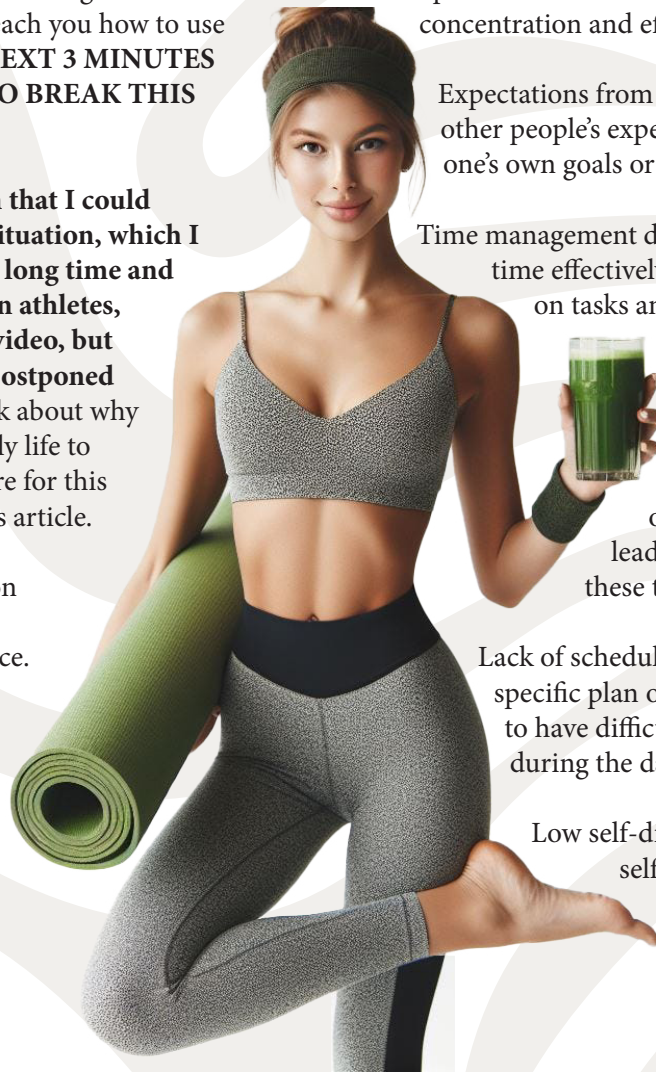 each you how to use
EXT 3 MINUTES
O BREAK THIS
that I could
ituation, which I
long time and
n athletes,
video, but
ostponed
k about why
ly life to
re for this
s article.
on
ce.
concentration and ef
Expectations from
other people's expe
one's own goals or
Time management d
time effectivel
on tasks an
o
lead
these t
Lack of schedul
specific plan o
to have difficu
during the da
Low self-di
self